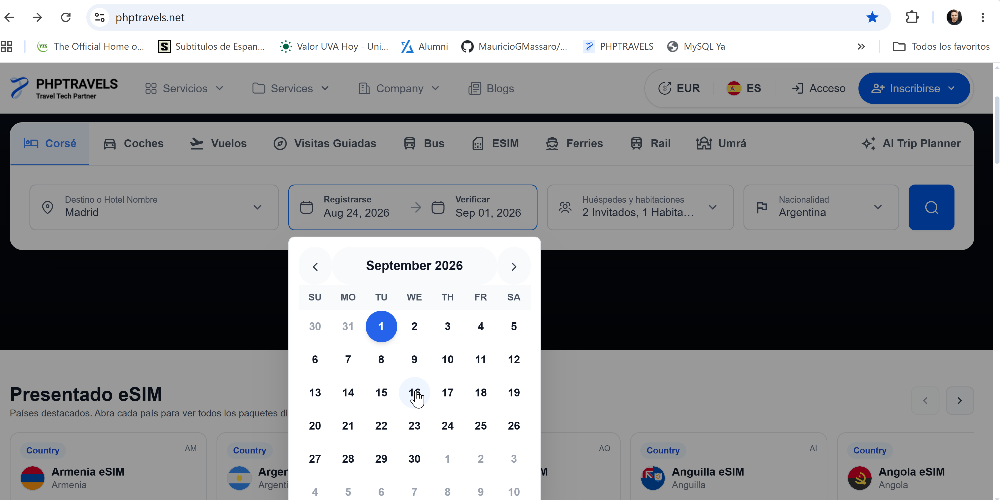 phptravels.net
YTS The Official Home o...
S Subtitulos de Espan...
Valor UVA Hoy - Uni...
Alumni
MauricioGMassaro/...
PHPTRAVELS
MySQL Ya
Todos los favoritos
PHPTRAVELS
Travel Tech Partner
Servicios
Services
Company
Blogs
EUR
ES
Acceso
Inscribirse
Corsé
Coches
Vuelos
Visitas Guiadas
Bus
ESIM
Ferries
Rail
Umrá
AI Trip Planner
Destino o Hotel Nombre
Madrid
Registrarse
Aug 24, 2026
Verificar
Sep 01, 2026
Huéspedes y habitaciones
2 Invitados, 1 Habita...
Nacionalidad
Argentina
September 2026
SU MO TU WE TH FR SA
30 31 1 2 3 4 5
6 7 8 9 10 11 12
13 14 15 16 17 18 19
20 21 22 23 24 25 26
27 28 29 30 1 2 3
4 5 6 7 8 9 10
Presentado eSIM
Países destacados. Abra cada país para ver todos los paquetes di
Country
AM
Armenia eSIM
Armenia
Country
Argen
Argenti
AQ
M
Country
AI
Anguilla eSIM
Anguilla
Country
Angola eSIM
Angola